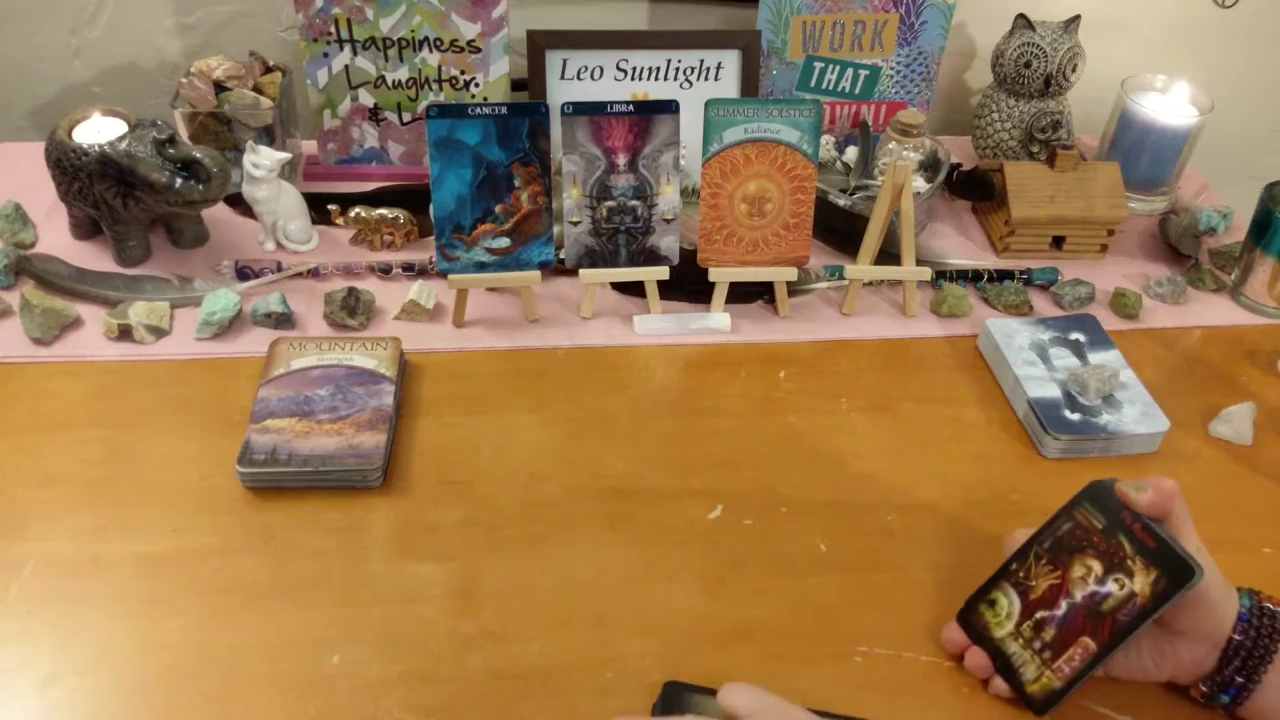 Happiness
Laughter
&
Leo Sunlight
WORK
THAT
CANCER
LIBRA
SUMMER SOLSTICE
Radiance
MOUNTAIN
Strength